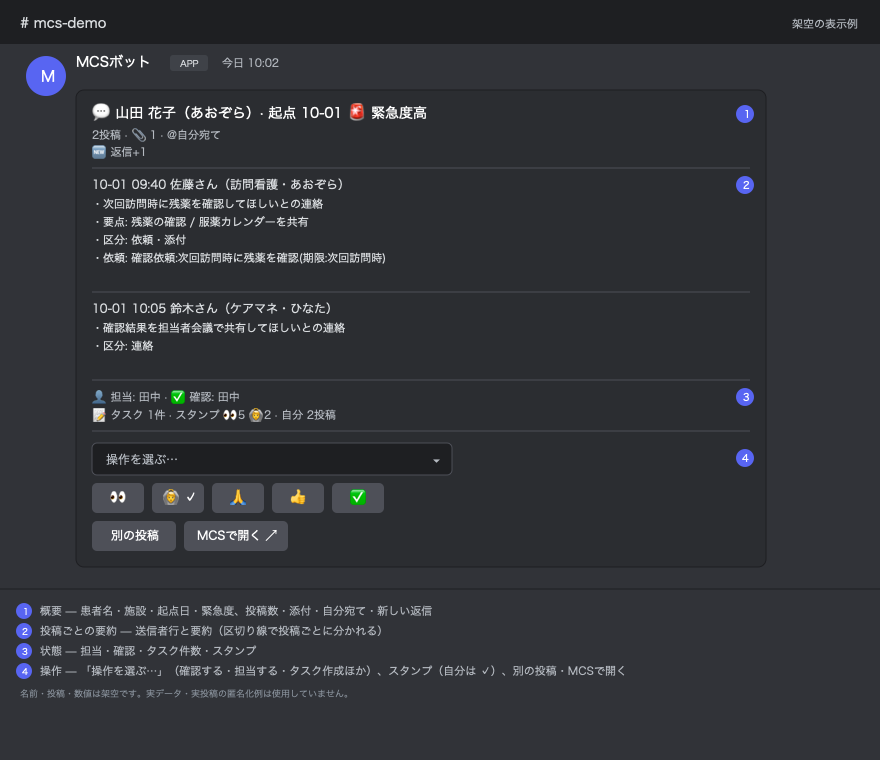 # mcs-demo
架空の表示例
M
MCSボット APP 今日 10:02
💬 山田 花子（あおぞら）· 起点 10-01 🚨 緊急度高
1
2投稿 · 📎 1 · @自分宛て
🆕 返信+1
10-01 09:40 佐藤さん（訪問看護・あおぞら）
2
・次回訪問時に残薬を確認してほしいとの連絡
・要点: 残薬の確認 / 服薬カレンダーを共有
・区分: 依頼・添付
・依頼: 確認依頼:次回訪問時に残薬を確認(期限:次回訪問時)
10-01 10:05 鈴木さん（ケアマネ・ひなた）
・確認結果を担当者会議で共有してほしいとの連絡
・区分: 連絡
👤 担当: 田中 · ✅ 確認: 田中
3
📝 タスク 1件 · スタンプ 👀5 🙆2 · 自分 2投稿
操作を選ぶ…
4
👀 🙆 ✓ 🙏 👍 ✅
別の投稿 MCSで開く ↗
1 概要 — 患者名・施設・起点日・緊急度、投稿数・添付・自分宛て・新しい返信
2 投稿ごとの要約 — 送信者行と要約（区切り線で投稿ごとに分かれる）
3 状態 — 担当・確認・タスク件数・スタンプ
4 操作 — 「操作を選ぶ…」（確認する・担当する・タスク作成ほか）、スタンプ（自分は ✓）、別の投稿・MCSで開く
名前・投稿・数値は架空です。実データ・実投稿の匿名化例は使用していません。